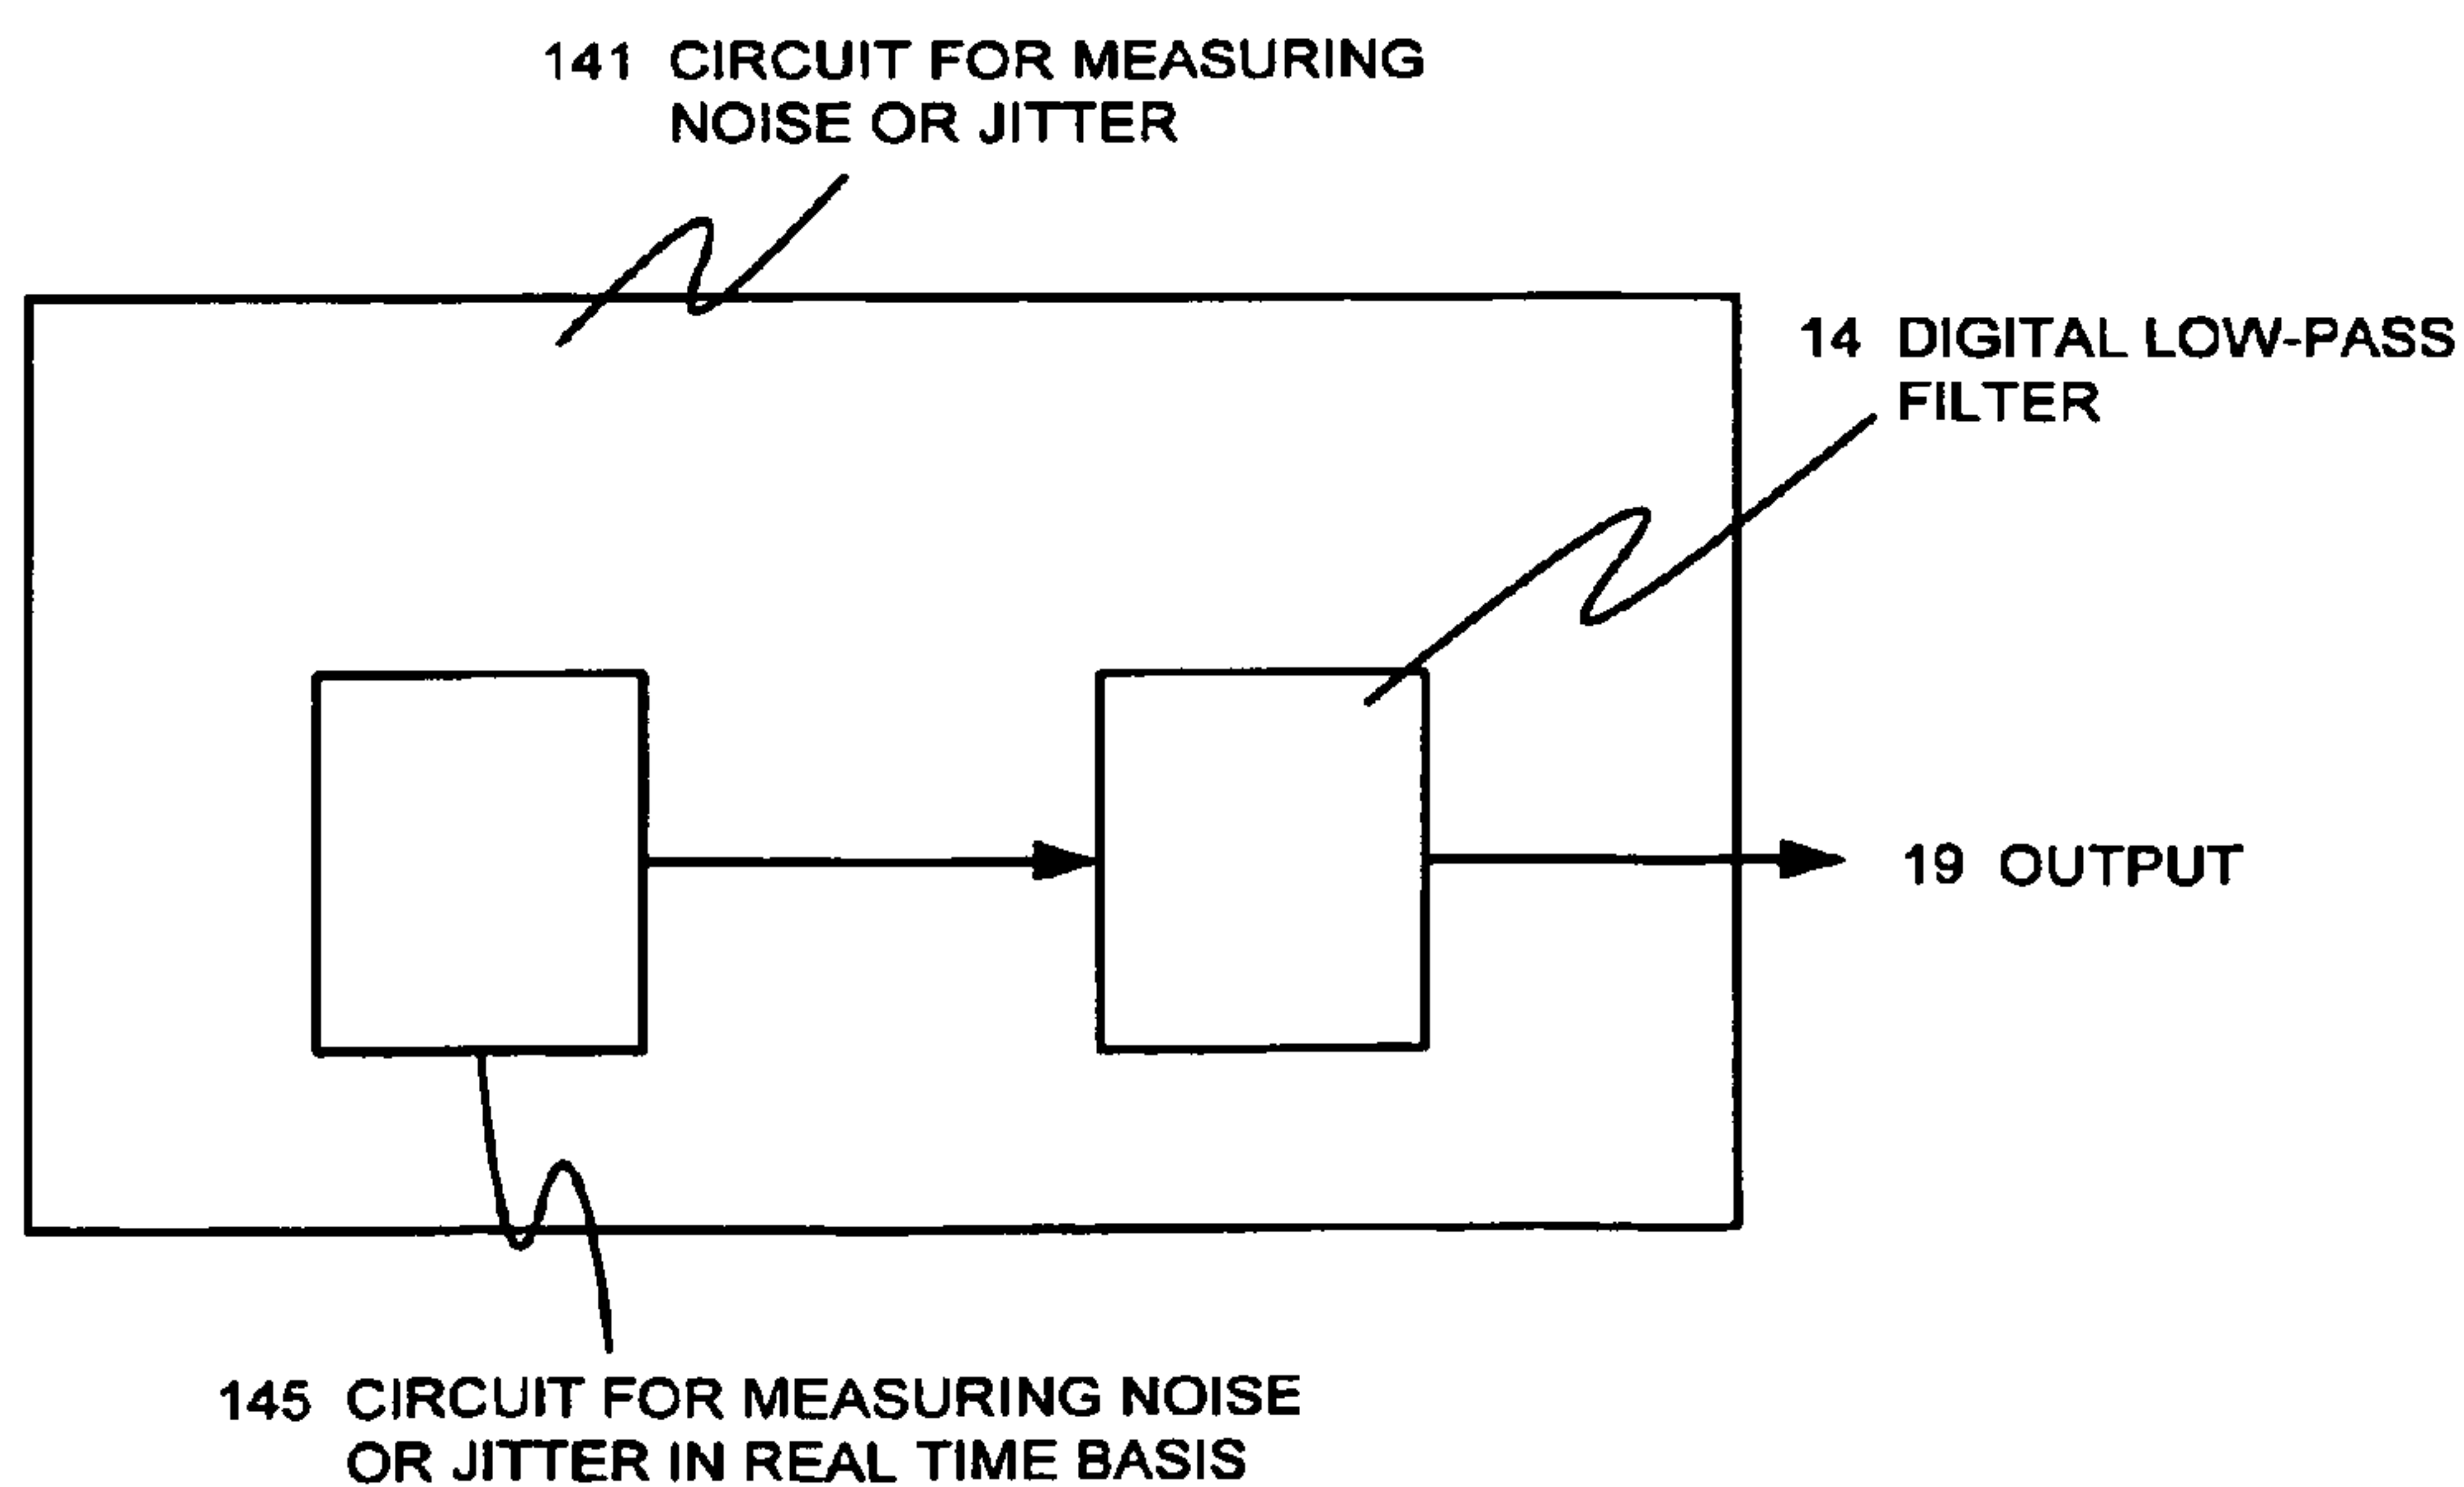 141 CIRCUIT FOR MEASURING
NOISE OR JITTER
14 DIGITAL LOW-PASS
FILTER
19 OUTPUT
145 CIRCUIT FOR MEASURING NOISE
OR JITTER IN REAL TIME BASIS